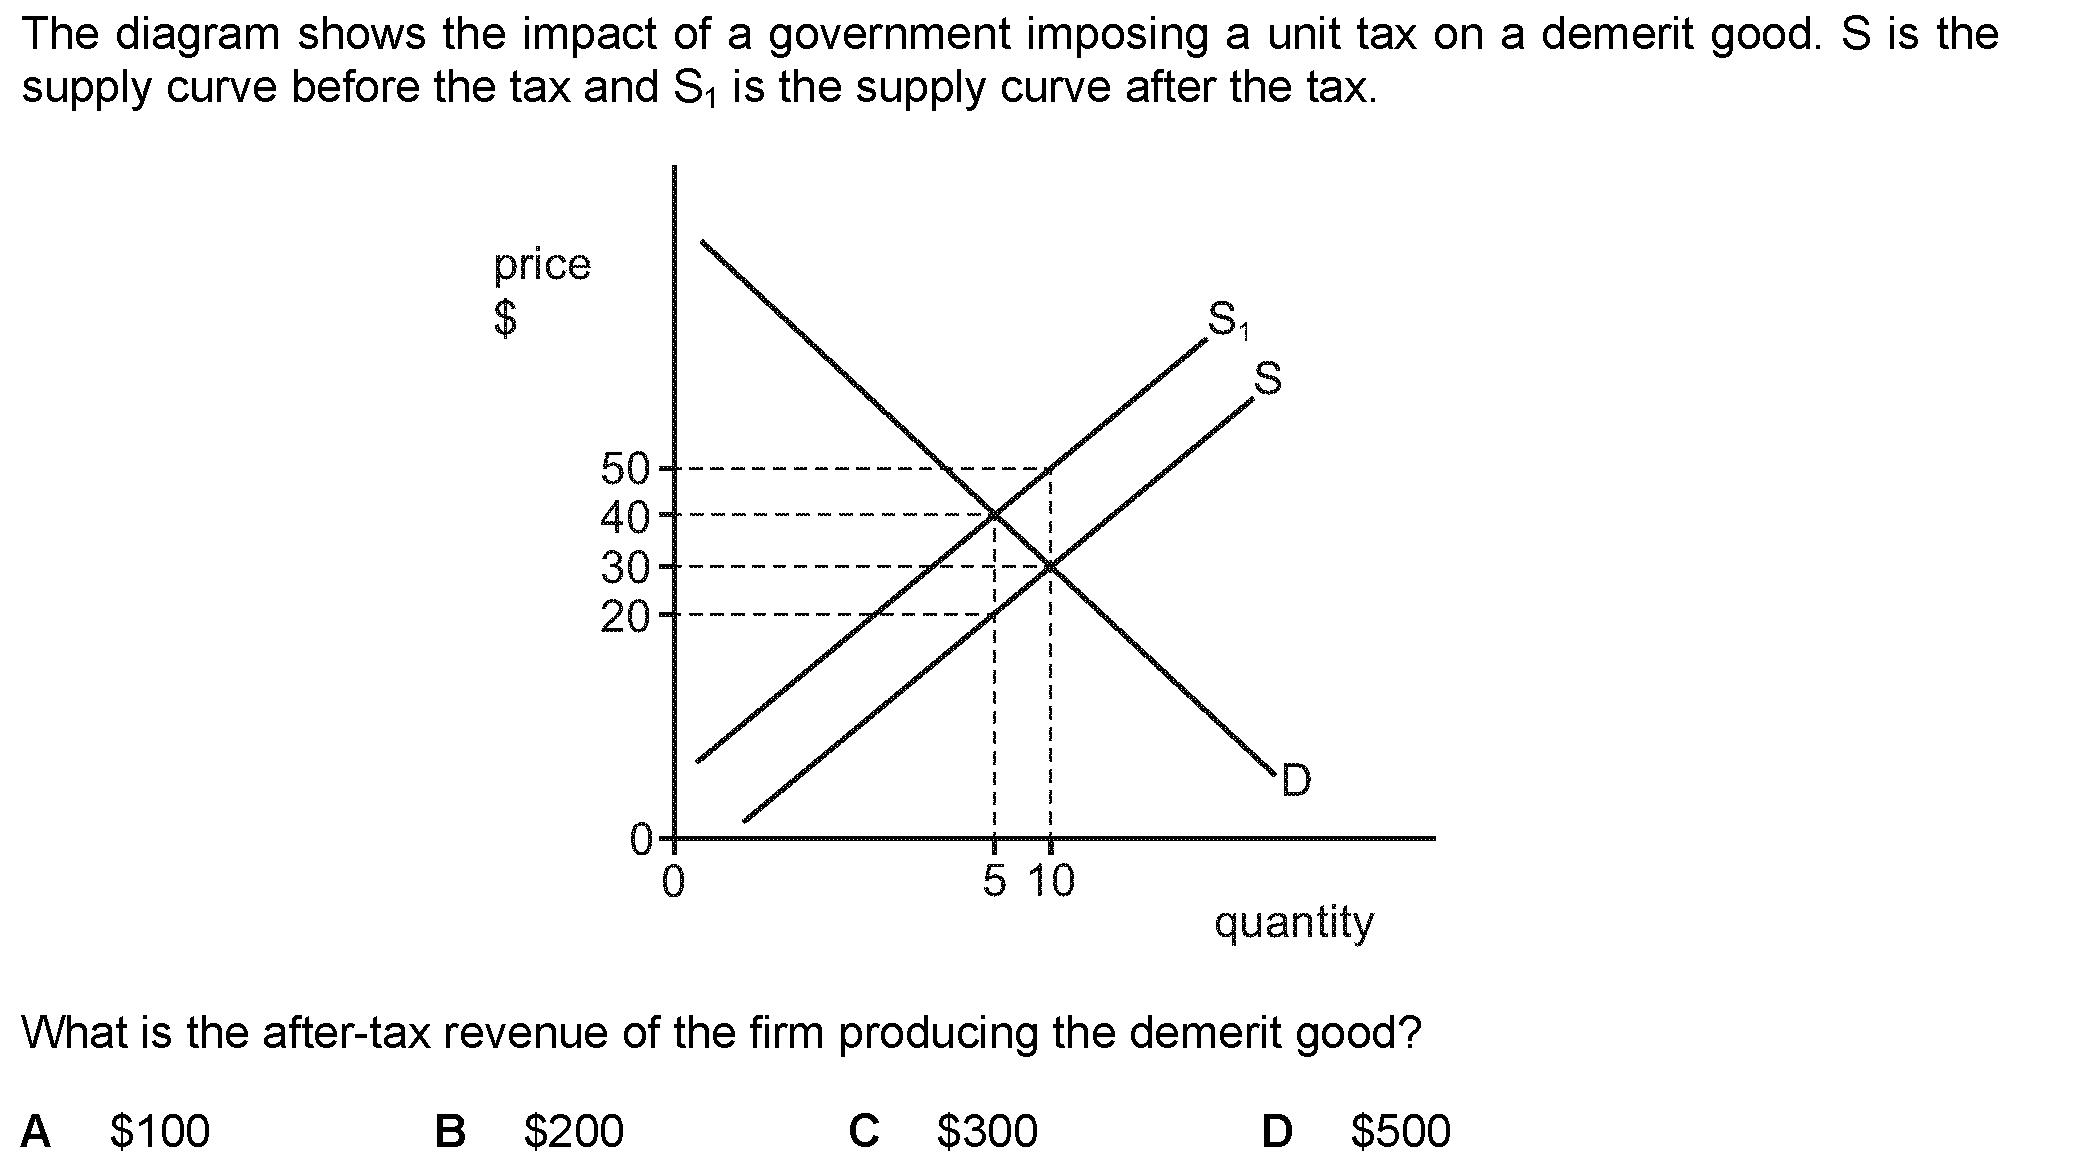 The diagram shows the impact of a government imposing a unit tax on a demerit good. S is the
supply curve before the tax and S₁ is the supply curve after the tax.
price
$
S₁
S
50
40
30
20
D
0
0 5 10
quantity
What is the after-tax revenue of the firm producing the demerit good?
A $100 B $200 C $300 D $500